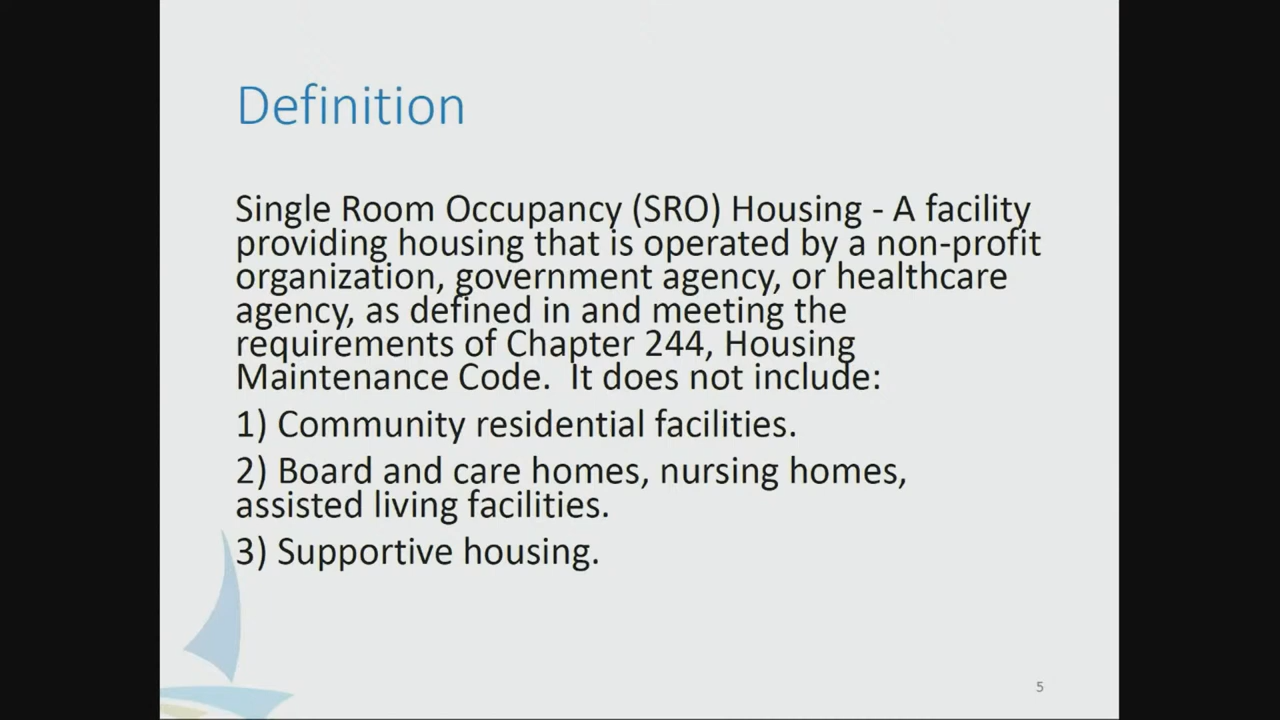 Definition
Single Room Occupancy (SRO) Housing - A facility
providing housing that is operated by a non-profit
organization, government agency, or healthcare
agency, as defined in and meeting the
requirements of Chapter 244, Housing
Maintenance Code.  It does not include:
1) Community residential facilities.
2) Board and care homes, nursing homes,
assisted living facilities.
3) Supportive housing.
5